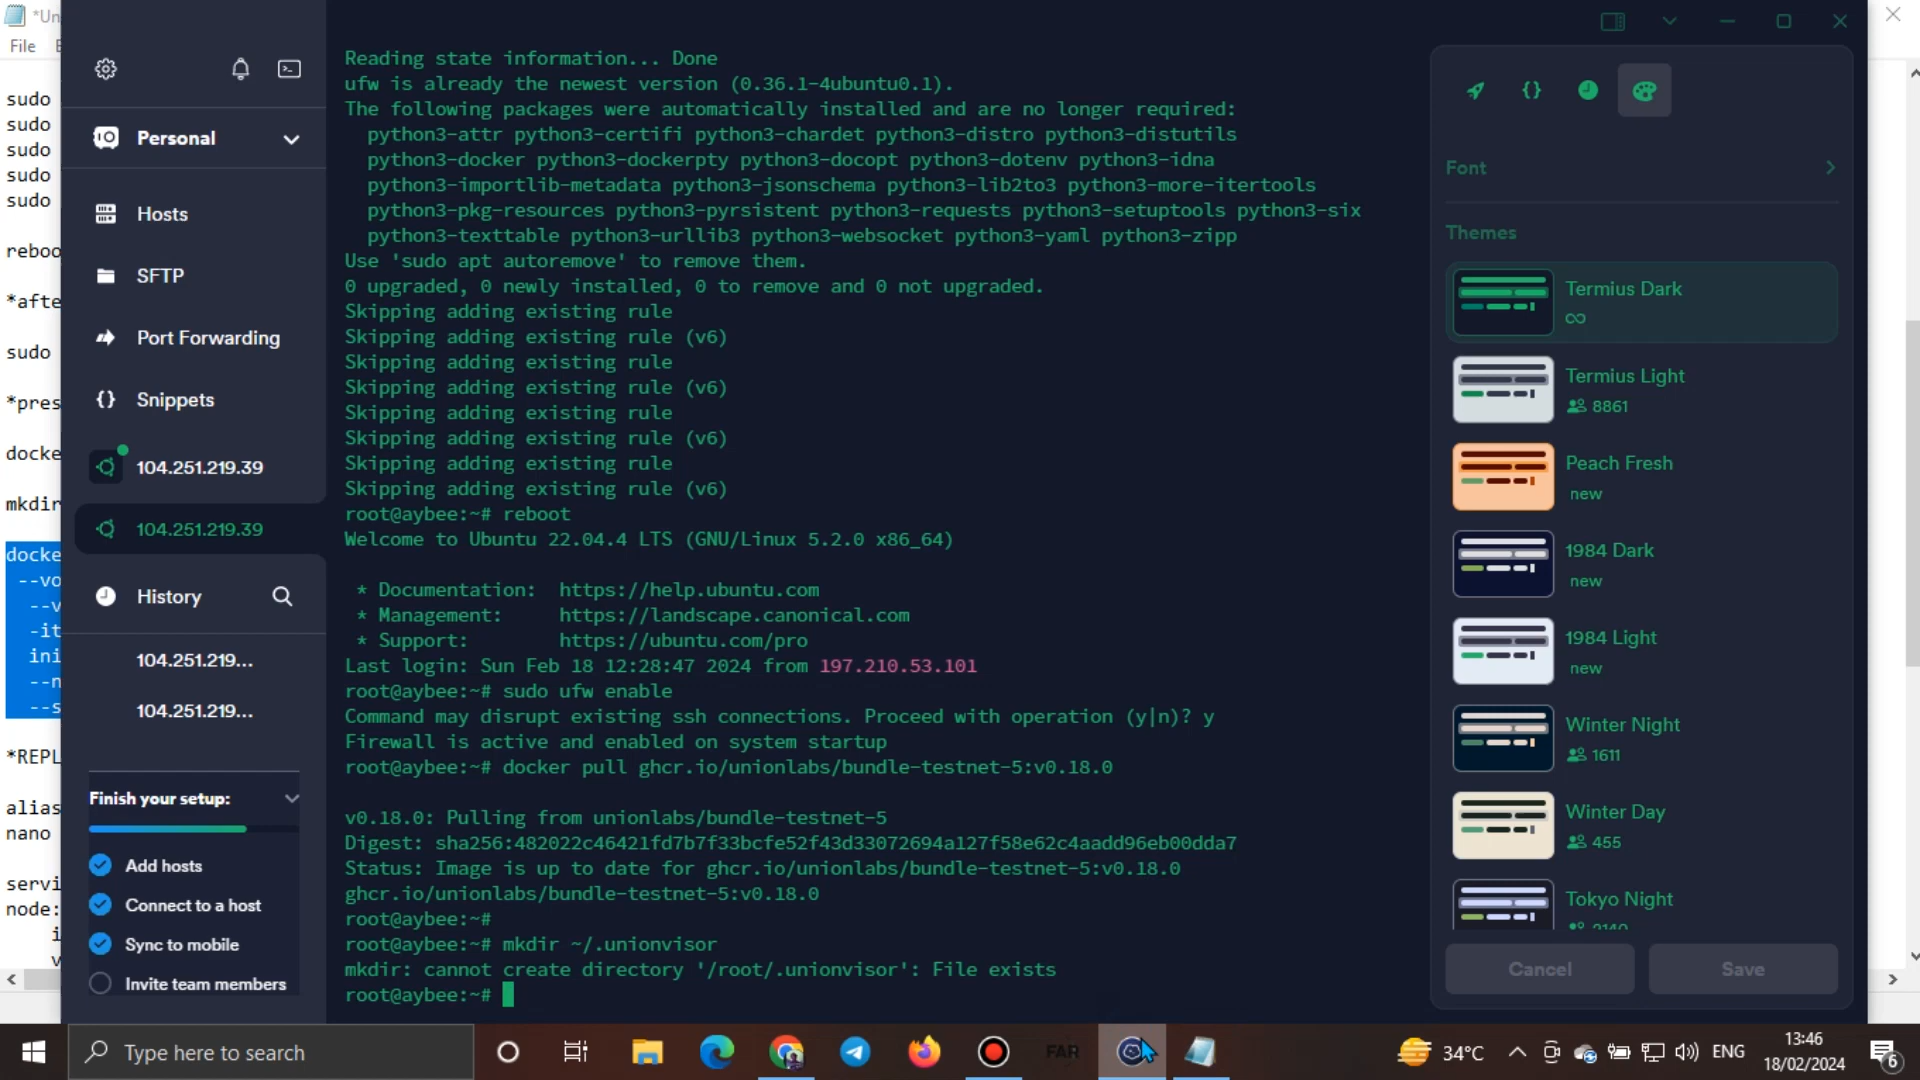 *Un
File
sudo
sudo
sudo
sudo
sudo
reboo
*afte
sudo
*pres
docke
mkdir
docke
--vo
--v
-it
ini
--n
--s
*REPL
alias
nano
servi
node:
i
v
Personal
Hosts
SFTP
Port Forwarding
Snippets
104.251.219.39
104.251.219.39
History
104.251.219...
104.251.219...
Finish your setup:
Add hosts
Connect to a host
Sync to mobile
Invite team members
Reading state information... Done
ufw is already the newest version (0.36.1-4ubuntu0.1).
The following packages were automatically installed and are no longer required:
python3-attr python3-certifi python3-chardet python3-distro python3-distutils
python3-docker python3-dockerpty python3-docopt python3-dotenv python3-idna
python3-importlib-metadata python3-jsonschema python3-lib2to3 python3-more-itertools
python3-pkg-resources python3-pyrsistent python3-requests python3-setuptools python3-six
python3-texttable python3-urllib3 python3-websocket python3-yaml python3-zipp
Use 'sudo apt autoremove' to remove them.
0 upgraded, 0 newly installed, 0 to remove and 0 not upgraded.
Skipping adding existing rule
Skipping adding existing rule (v6)
Skipping adding existing rule
Skipping adding existing rule (v6)
Skipping adding existing rule
Skipping adding existing rule (v6)
Skipping adding existing rule
Skipping adding existing rule (v6)
root@aybee:~# reboot
Welcome to Ubuntu 22.04.4 LTS (GNU/Linux 5.2.0 x86_64)
* Documentation: https://help.ubuntu.com
* Management: https://landscape.canonical.com
* Support: https://ubuntu.com/pro
Last login: Sun Feb 18 12:28:47 2024 from 197.210.53.101
root@aybee:~# sudo ufw enable
Command may disrupt existing ssh connections. Proceed with operation (y|n)? y
Firewall is active and enabled on system startup
root@aybee:~# docker pull ghcr.io/unionlabs/bundle-testnet-5:v0.18.0
v0.18.0: Pulling from unionlabs/bundle-testnet-5
Digest: sha256:482022c46421fd7b7f33bcfe52f43d33072694a127f58e62c4aadd96eb00dda7
Status: Image is up to date for ghcr.io/unionlabs/bundle-testnet-5:v0.18.0
ghcr.io/unionlabs/bundle-testnet-5:v0.18.0
root@aybee:~#
root@aybee:~# mkdir ~/.unionvisor
mkdir: cannot create directory '/root/.unionvisor': File exists
root@aybee:~#
Font
Themes
Termius Dark
∞
Termius Light
8861
Peach Fresh
new
1984 Dark
new
1984 Light
new
Winter Night
1611
Winter Day
455
Tokyo Night
2140
Cancel
Save
Type here to search
FAR
34°C
ENG
13:46
18/02/2024
6